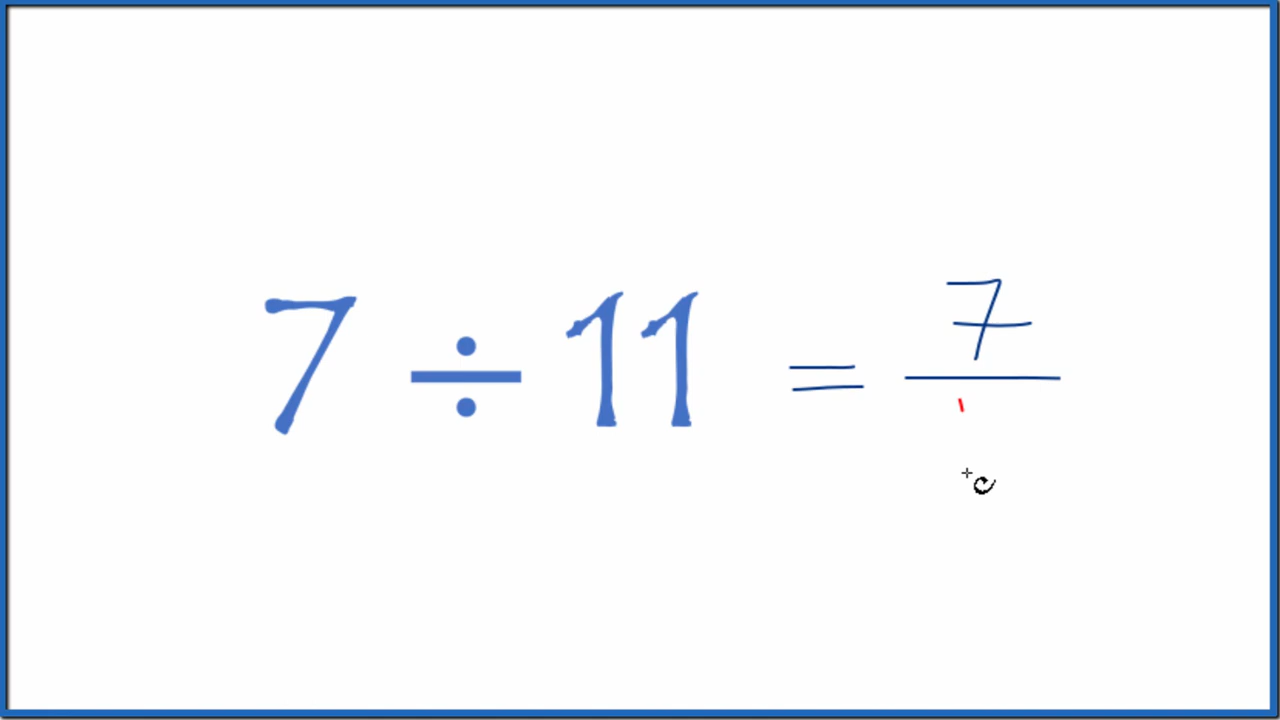 7 ÷ 11 = 7